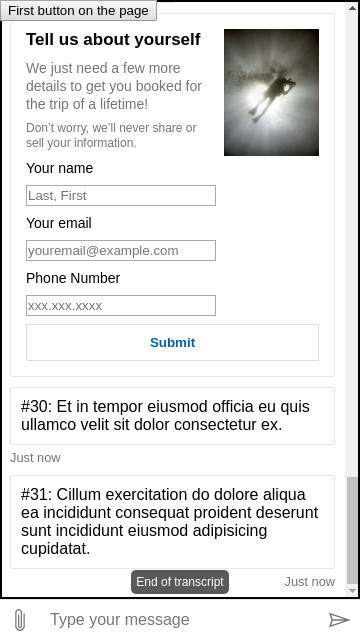 First button on the page
Tell us about yourself
We just need a few more
details to get you booked for
the trip of a lifetime!
Don’t worry, we’ll never share or
sell your information.
Your name
Last, First
Your email
youremail@example.com
Phone Number
xxx.xxx.xxxx
Submit
#30: Et in tempor eiusmod officia eu quis
ullamco velit sit dolor consectetur ex.
Just now
#31: Cillum exercitation do dolore aliqua
ea incididunt consequat proident deserunt
sunt incididunt eiusmod adipisicing
cupidatat.
End of transcript
Just now
Type your message